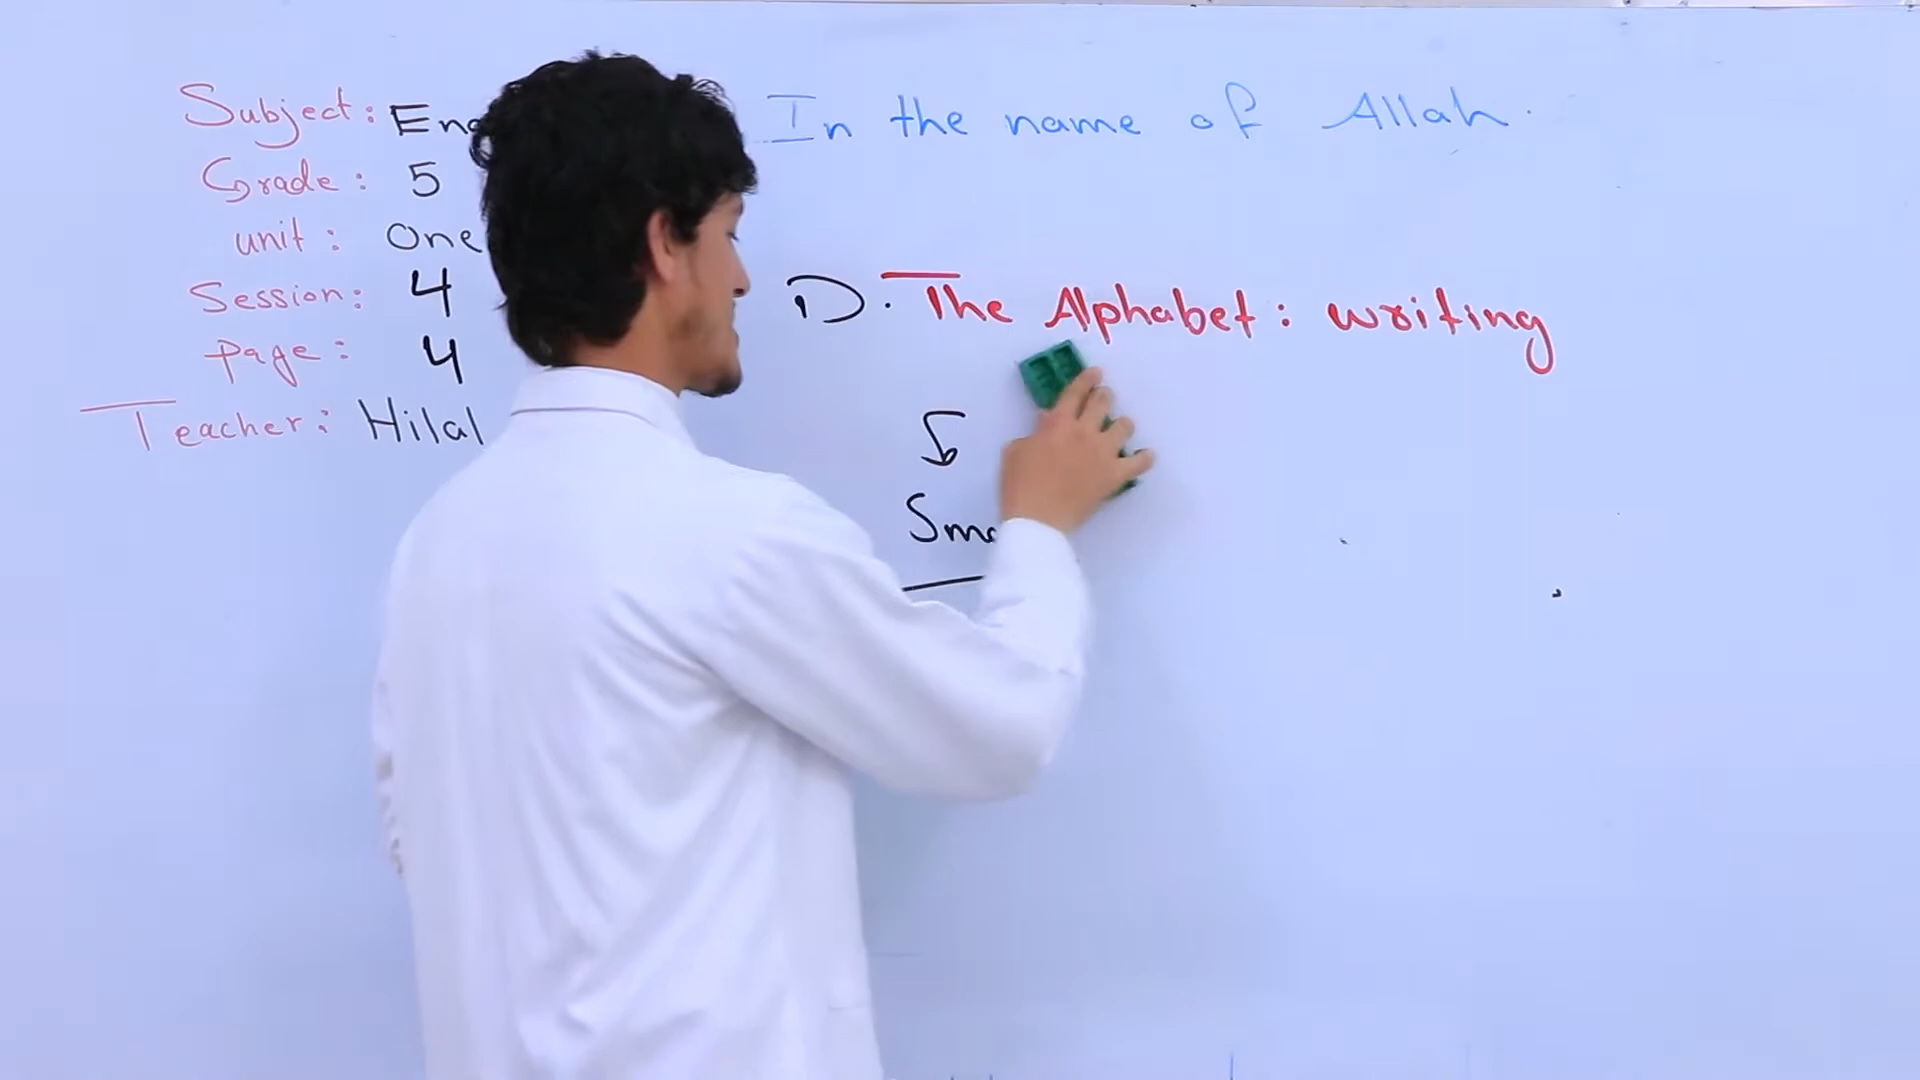 Subject: Eng
Grade: 5
unit: One
Session: 4
page: 4
Teacher: Hilal
In the name of Allah.
D. The Alphabet: writing